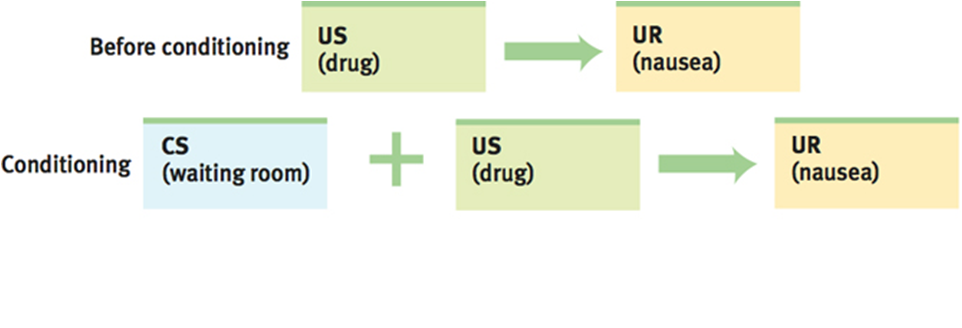 Before conditioning
US
(drug)
UR
(nausea)
Conditioning
CS
(waiting room)
US
(drug)
UR
(nausea)